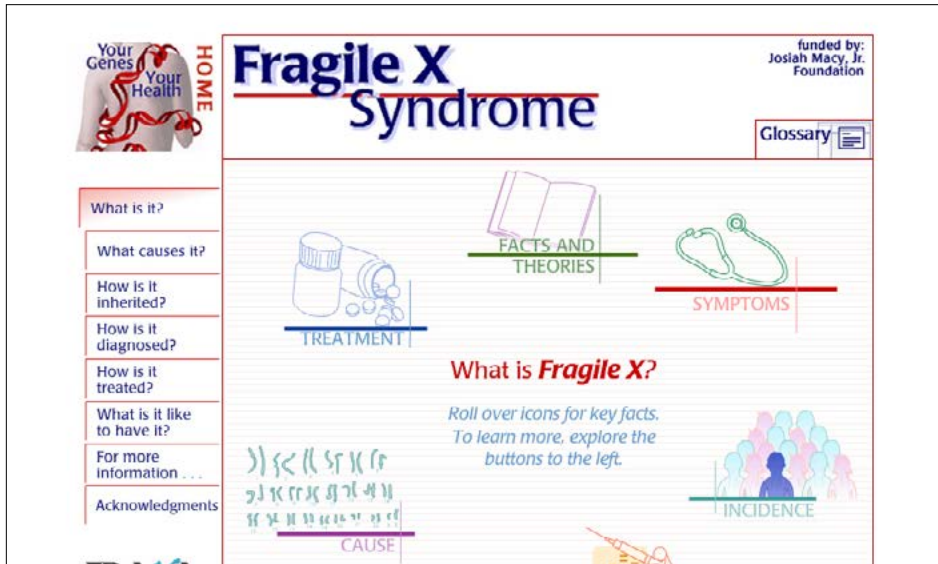 Your
Genes
Your
Health
HOME
Fragile X
Syndrome
funded by:
Josiah Macy, Jr.
Foundation
Glossary
What is it?
What causes it?
How is it
inherited?
How is it
diagnosed?
How is it
treated?
What is it like
to have it?
For more
information . . .
Acknowledgments
FACTS AND
THEORIES
SYMPTOMS
TREATMENT
What is Fragile X?
Roll over icons for key facts.
To learn more, explore the
buttons to the left.
INCIDENCE
CAUSE